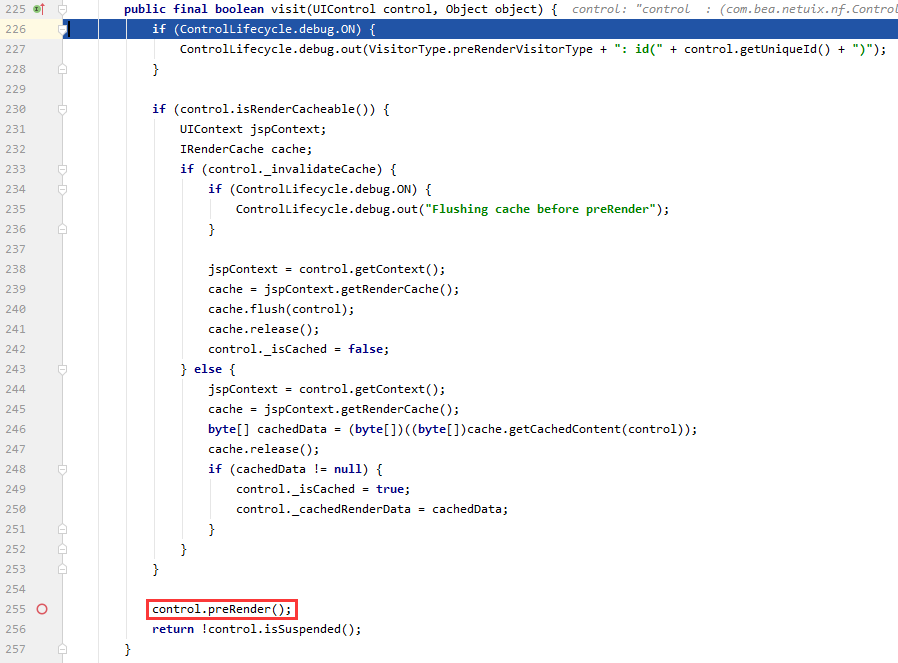 225 public final boolean visit(UIControl control, Object object) { control: "control  : (com.bea.netuix.nf.Control
226 if (ControlLifecycle.debug.ON) {
227 ControlLifecycle.debug.out(VisitorType.preRenderVisitorType + ": id(" + control.getUniqueId() + ")");
228 }
229
230 if (control.isRenderCacheable()) {
231 UIContext jspContext;
232 IRenderCache cache;
233 if (control._invalidateCache) {
234 if (ControlLifecycle.debug.ON) {
235 ControlLifecycle.debug.out("Flushing cache before preRender");
236 }
237
238 jspContext = control.getContext();
239 cache = jspContext.getRenderCache();
240 cache.flush(control);
241 cache.release();
242 control._isCached = false;
243 } else {
244 jspContext = control.getContext();
245 cache = jspContext.getRenderCache();
246 byte[] cachedData = (byte[])((byte[])cache.getCachedContent(control));
247 cache.release();
248 if (cachedData != null) {
249 control._isCached = true;
250 control._cachedRenderData = cachedData;
251 }
252 }
253 }
254
255 control.preRender();
256 return !control.isSuspended();
257 }